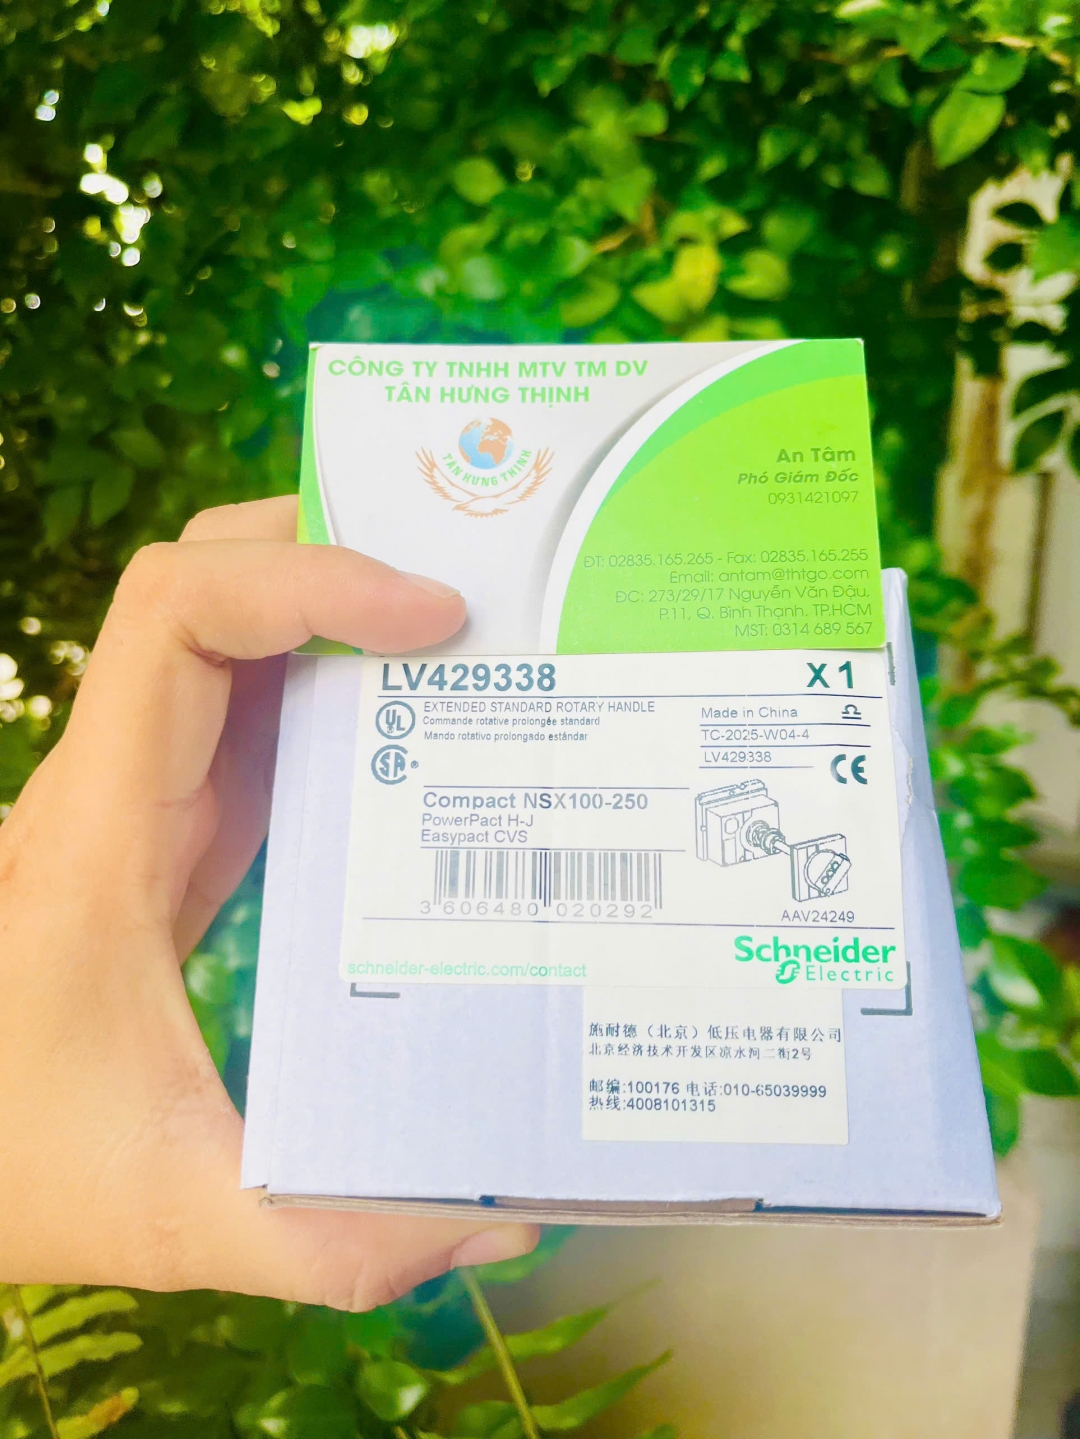 CÔNG TY TNHH MTV TM DV
TÂN HƯNG THỊNH
TÂN HƯNG THỊNH
An Tâm
Phó Giám Đốc
0931421097
ĐT: 02835.165.265 - Fax: 02835.165.255
Email: antam@thtgo.com
ĐC: 273/29/17 Nguyễn Văn Đậu,
P.11, Q. Bình Thạnh. TP.HCM
MST: 0314 689 567
LV429338 X 1
UL
EXTENDED STANDARD ROTARY HANDLE
Commande rotative prolongée standard
Mando rotativo prolongado estándar
SA ®
Made in China
TC-2025-W04-4
LV429338
CE
Compact NSX100-250
PowerPact H-J
Easypact CVS
3 606480 020292
AAV24249
Schneider
Electric
schneider-electric.com/contact
施耐德（北京）低压电器有限公司
北京经济技术开发区凉水河二街2号
邮编:100176 电话:010-65039999
热线:4008101315